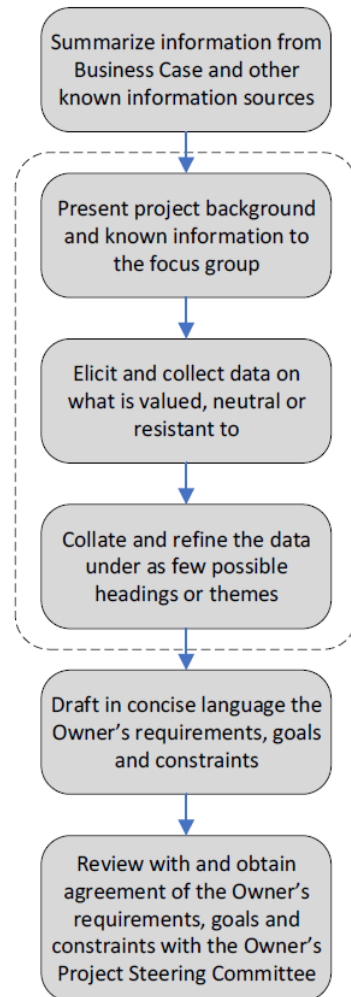 Summarize information from
Business Case and other
known information sources
Present project background
and known information to
the focus group
Elicit and collect data on
what is valued, neutral or
resistant to
Collate and refine the data
under as few possible
headings or themes
Draft in concise language the
Owner's requirements, goals
and constraints
Review with and obtain
agreement of the Owner's
requirements, goals and
constraints with the Owner's
Project Steering Committee